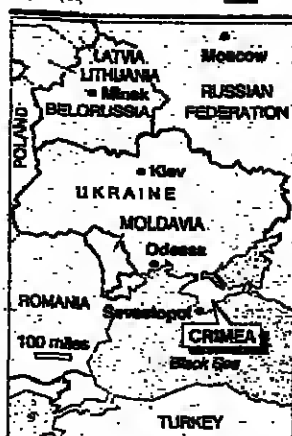 LATVIA
Moscow
LITHUANIA
Minsk
RUSSIAN
BELORUSSIA
FEDERATION
POLAND
Kiev
UKRAINE
MOLDAVIA
Odessa
ROMANIA
Sevastopol
CRIMEA
100 miles
Black Sea
TURKEY